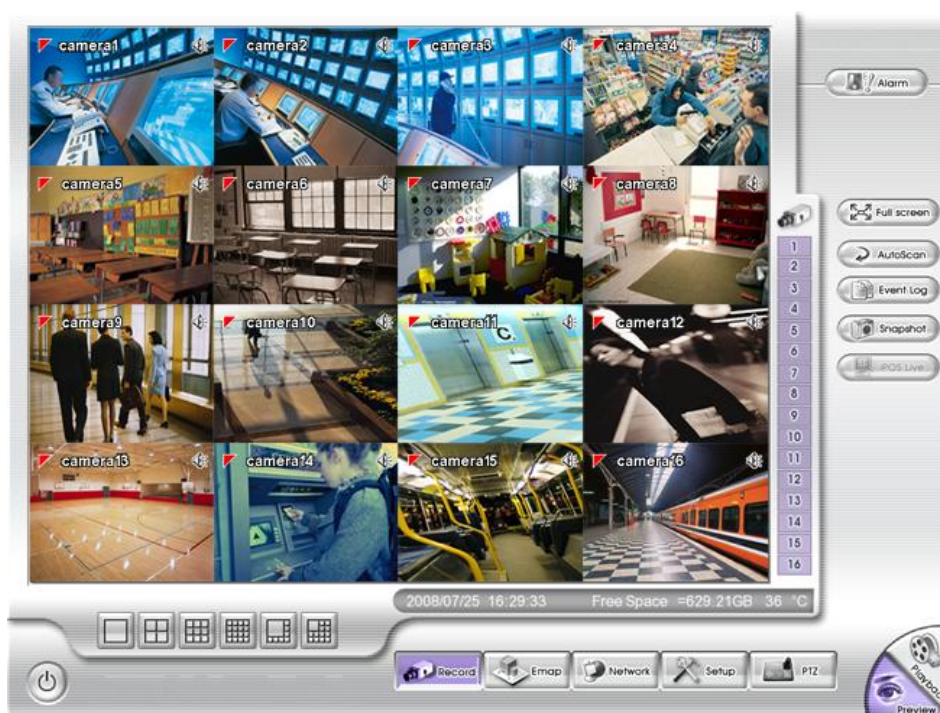 camera1
camera2
camera3
camera4
Alarm
camera5
camera6
camera7
camera8
Full screen
1
2
3
4
5
6
7
8
9
10
11
12
13
14
15
16
AutoScan
Event Log
Snapshot
iPOS Live
camera9
camera10
camera11
C.
camera12
camera13
camera14
camera15
camera16
2008/07/25 16:29:33 Free Space =629.21GB 36 °C
Record
Emap
Network
Setup
PTZ
Playback
Preview